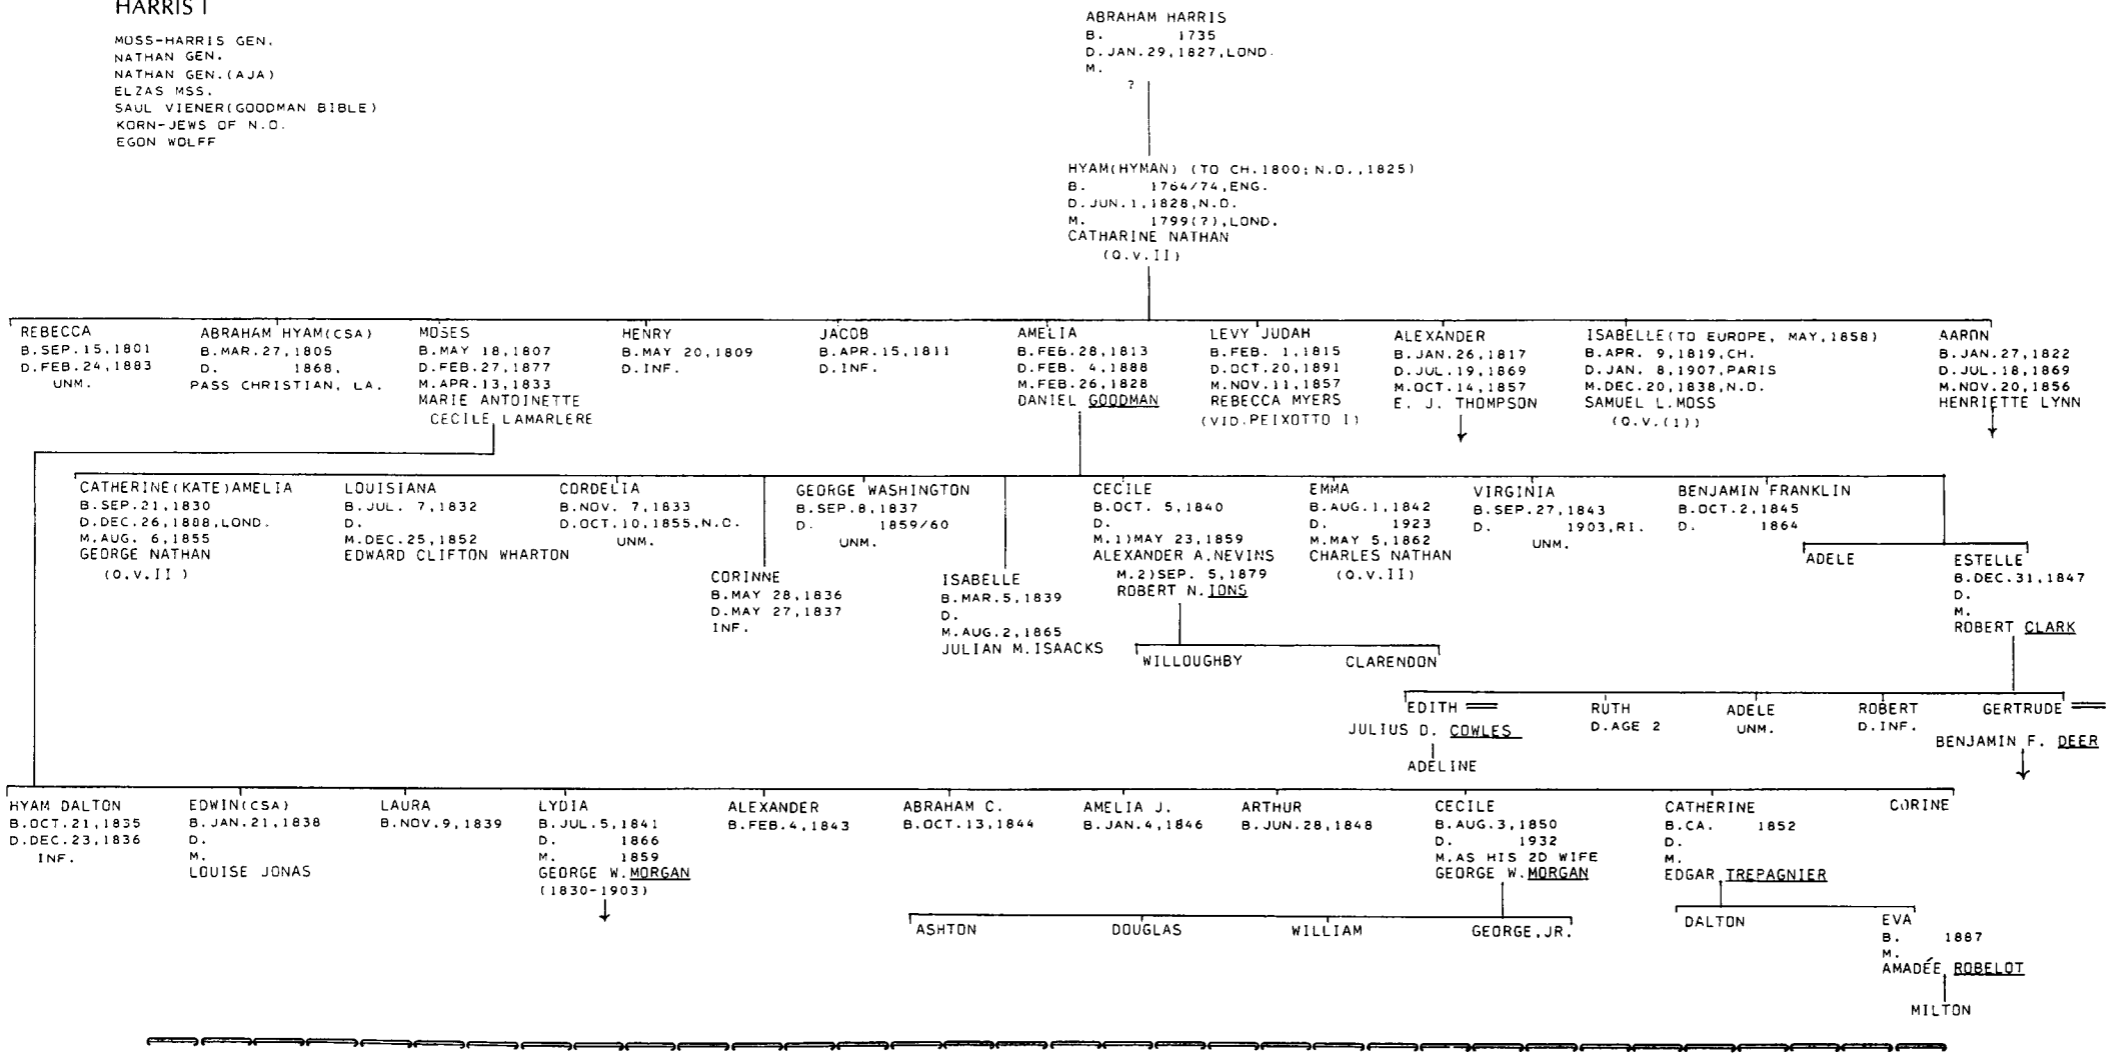 HARRIS I
MOSS-HARRIS GEN.
NATHAN GEN.
NATHAN GEN.(AJA)
ELZAS MSS.
SAUL VIENER(GOODMAN BIBLE)
KORN-JEWS OF N.O.
EGON WOLFF
ABRAHAM HARRIS
B. 1735
D.JAN.29,1827,LOND.
M.
?
HYAM(HYMAN) (TO CH.1800; N.O.,1825)
B. 1764/74,ENG.
D.JUN.1,1828,N.O.
M. 1799(?),LOND.
CATHARINE NATHAN
(Q.V.II)
REBECCA
B.SEP.15,1801
D.FEB.24,1883
UNM.
ABRAHAM HYAM(CSA)
B.MAR.27,1805
D. 1868,
PASS CHRISTIAN, LA.
MOSES
B.MAY 18,1807
D.FEB.27,1877
M.APR.13,1833
MARIE ANTOINETTE
CECILE LAMARLERE
HENRY
B.MAY 20,1809
D.INF.
JACOB
B.APR.15,1811
D.INF.
AMELIA
B.FEB.28,1813
D.FEB. 4,1888
M.FEB.26,1828
DANIEL GOODMAN
LEVY JUDAH
B.FEB. 1,1815
D.OCT.20,1891
M.NOV.11,1857
REBECCA MYERS
(VID.PEIXOTTO I)
ALEXANDER
B.JAN.26,1817
D.JUL.19,1869
M.OCT.14,1857
E. J. THOMPSON
ISABELLE(TO EUROPE, MAY,1858)
B.APR. 9,1819,CH.
D.JAN. 8,1907,PARIS
M.DEC.20,1838,N.O.
SAMUEL L.MOSS
(Q.V.(1))
AARON
B.JAN.27,1822
D.JUL.18,1869
M.NOV.20,1856
HENRIETTE LYNN
CATHERINE(KATE)AMELIA
B.SEP.21,1830
D.DEC.26,1888,LOND.
M.AUG. 6,1855
GEORGE NATHAN
(Q.V.II )
LOUISIANA
B.JUL. 7,1832
D.
M.DEC.25,1852
EDWARD CLIFTON WHARTON
CORDELIA
B.NOV. 7,1833
D.OCT.10,1855,N.O.
UNM.
CORINNE
B.MAY 28,1836
D.MAY 27,1837
INF.
GEORGE WASHINGTON
B.SEP.8,1837
D. 1859/60
UNM.
ISABELLE
B.MAR.5,1839
D.
M.AUG.2,1865
JULIAN M.ISAACKS
CECILE
B.OCT. 5,1840
D.
M.1)MAY 23,1859
ALEXANDER A.NEVINS
M.2)SEP. 5,1879
ROBERT N.IONS
EMMA
B.AUG.1,1842
D. 1923
M.MAY 5,1862
CHARLES NATHAN
(Q.V.II)
VIRGINIA
B.SEP.27,1843
D. 1903,RI.
UNM.
BENJAMIN FRANKLIN
B.OCT.2,1845
D. 1864
ADELE
ESTELLE
B.DEC.31,1847
D.
M.
ROBERT CLARK
WILLOUGHBY
CLARENDON
EDITH
JULIUS D. COWLES
ADELINE
RUTH
D.AGE 2
ADELE
UNM.
ROBERT
D.INF.
GERTRUDE
BENJAMIN F. DEER
HYAM DALTON
B.OCT.21,1835
D.DEC.23,1836
INF.
EDWIN(CSA)
B.JAN.21,1838
D.
M.
LOUISE JONAS
LAURA
B.NOV.9,1839
LYDIA
B.JUL.5,1841
D. 1866
M. 1859
GEORGE W.MORGAN
(1830-1903)
ALEXANDER
B.FEB.4,1843
ABRAHAM C.
B.OCT.13,1844
AMELIA J.
B.JAN.4,1846
ARTHUR
B.JUN.28,1848
CECILE
B.AUG.3,1850
D. 1932
M.AS HIS 2D WIFE
GEORGE W.MORGAN
CATHERINE
B.CA. 1852
D.
M.
EDGAR TREPAGNIER
CORINE
ASHTON
DOUGLAS
WILLIAM
GEORGE,JR.
DALTON
EVA
B. 1887
M.
AMADÉE ROBELOT
MILTON